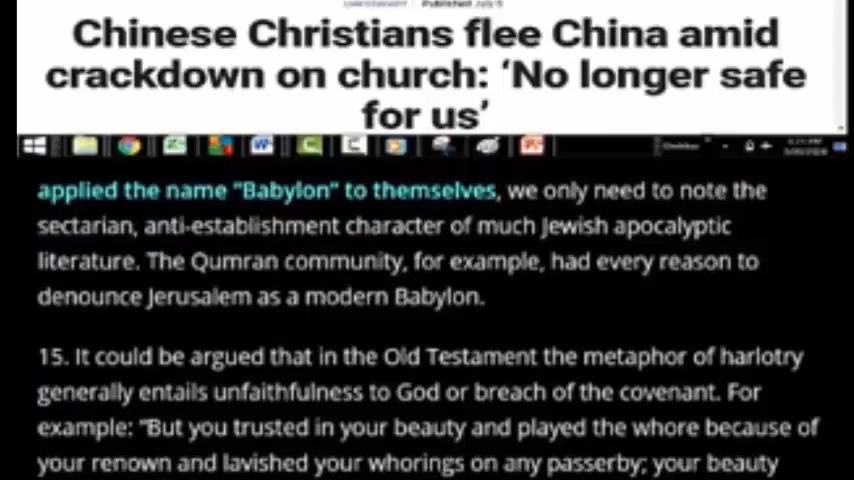 Published July 5
Chinese Christians flee China amid
crackdown on church: ‘No longer safe
for us’
applied the name “Babylon” to themselves, we only need to note the
sectarian, anti-establishment character of much Jewish apocalyptic
literature. The Qumran community, for example, had every reason to
denounce Jerusalem as a modern Babylon.
15. It could be argued that in the Old Testament the metaphor of harlotry
generally entails unfaithfulness to God or breach of the covenant. For
example: “But you trusted in your beauty and played the whore because of
your renown and lavished your whorings on any passerby; your beauty